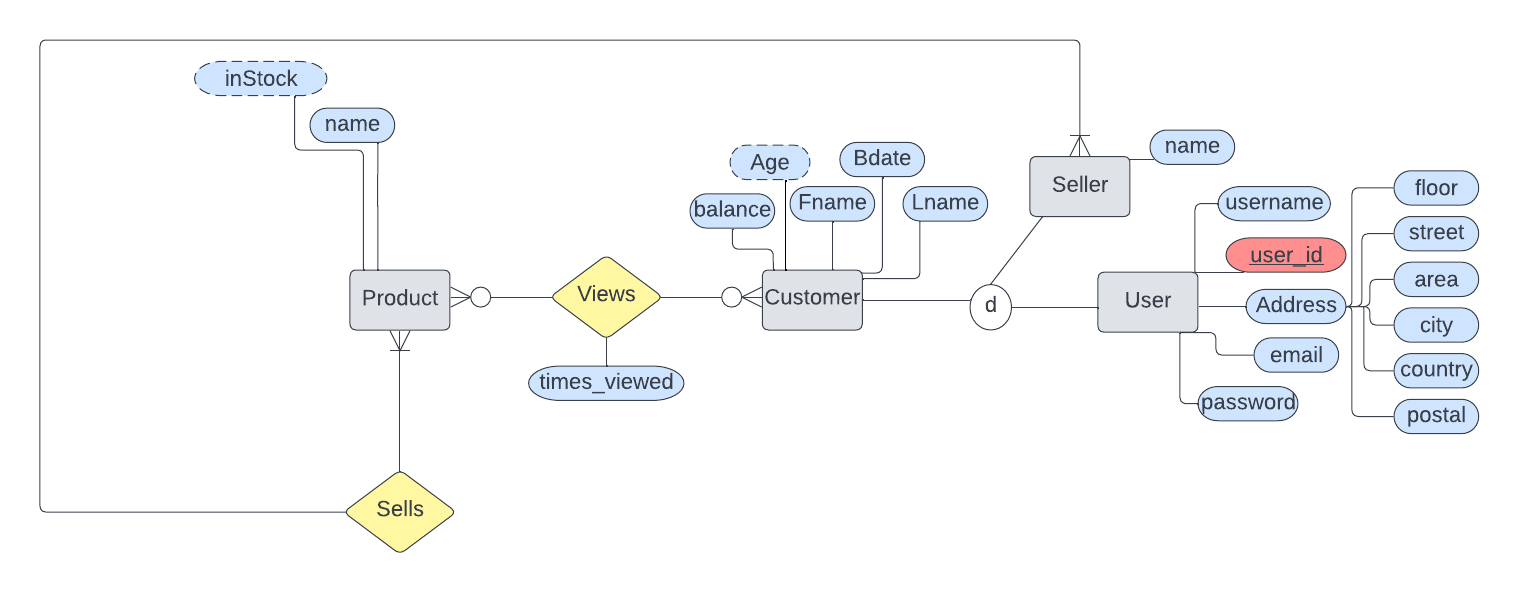 inStock
name
Age
Bdate
balance
Fname
Lname
Seller
name
username
user_id
floor
street
area
city
country
postal
Product
Views
Customer
d
User
Address
email
password
times_viewed
Sells